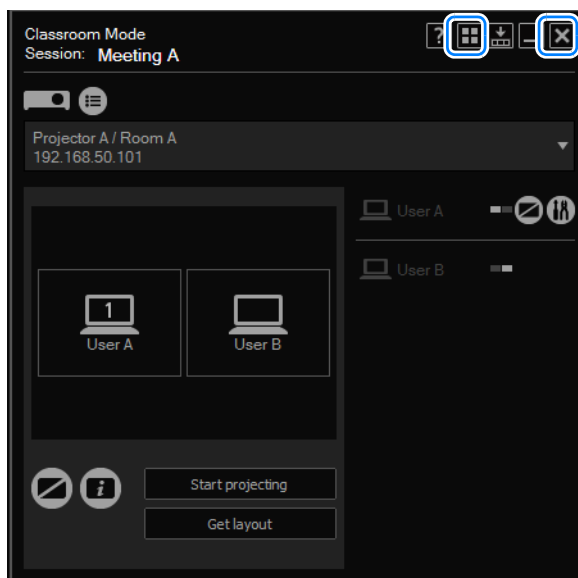 Classroom Mode
Session: Meeting A
?
Projector A / Room A
192.168.50.101
User A
User B
1
User A
User B
i
Start projecting
Get layout